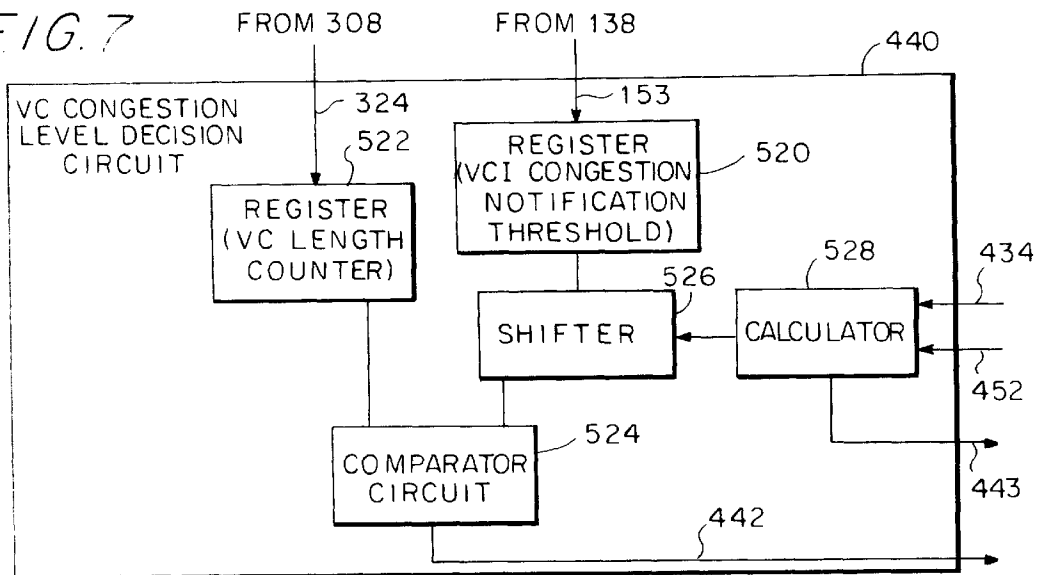 FIG. 7
FROM 308
FROM 138
440
324
153
VC CONGESTION
LEVEL DECISION
CIRCUIT
522
REGISTER
(VCI CONGESTION
NOTIFICATION
THRESHOLD)
520
REGISTER
(VC LENGTH
COUNTER)
526
528
434
SHIFTER
CALCULATOR
452
524
COMPARATOR
CIRCUIT
443
442